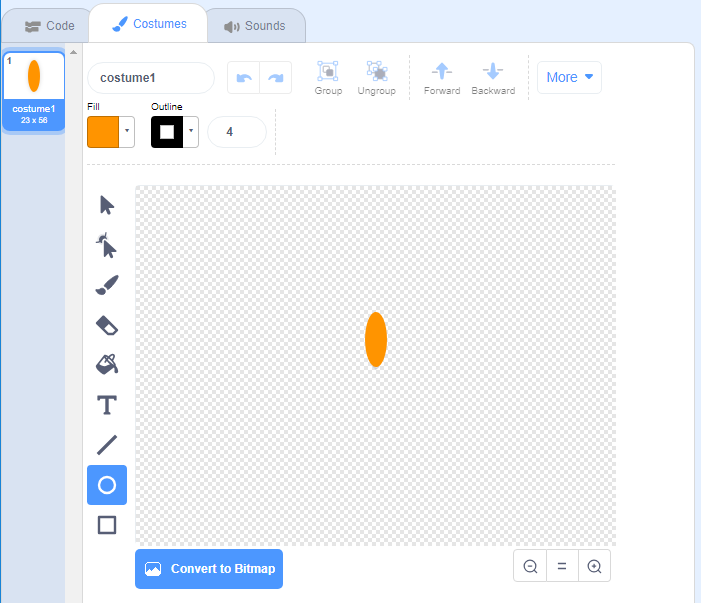 Code
Costumes
Sounds
1
costume1
23 x 56
costume1
Group
Ungroup
Forward
Backward
More
Fill
Outline
4
T
Convert to Bitmap